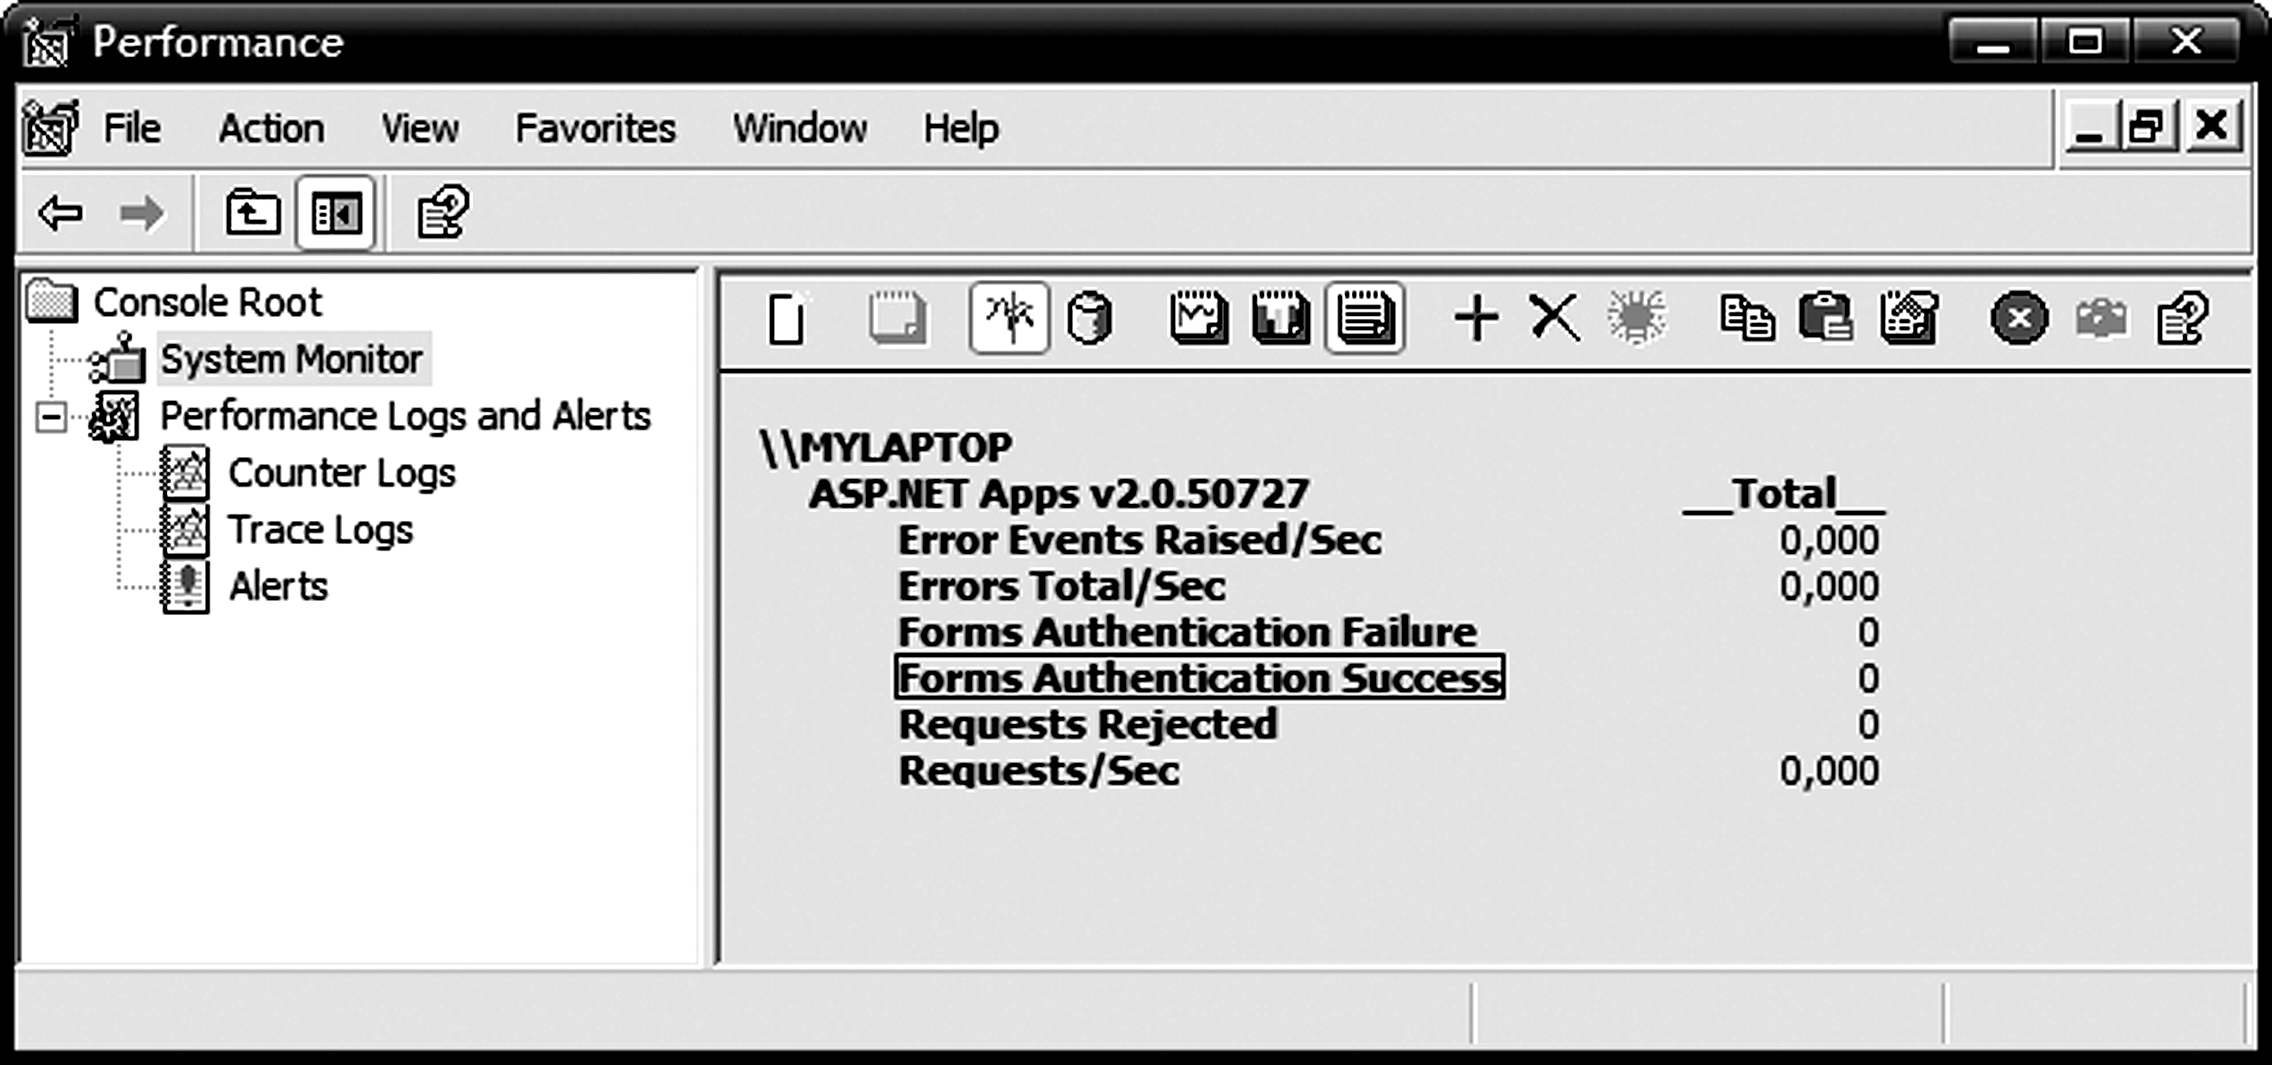 Performance
File Action View Favorites Window Help
Console Root
System Monitor
Performance Logs and Alerts
Counter Logs
Trace Logs
Alerts
\\MYLAPTOP
ASP.NET Apps v2.0.50727 __Total__
Error Events Raised/Sec 0,000
Errors Total/Sec 0,000
Forms Authentication Failure 0
Forms Authentication Success 0
Requests Rejected 0
Requests/Sec 0,000